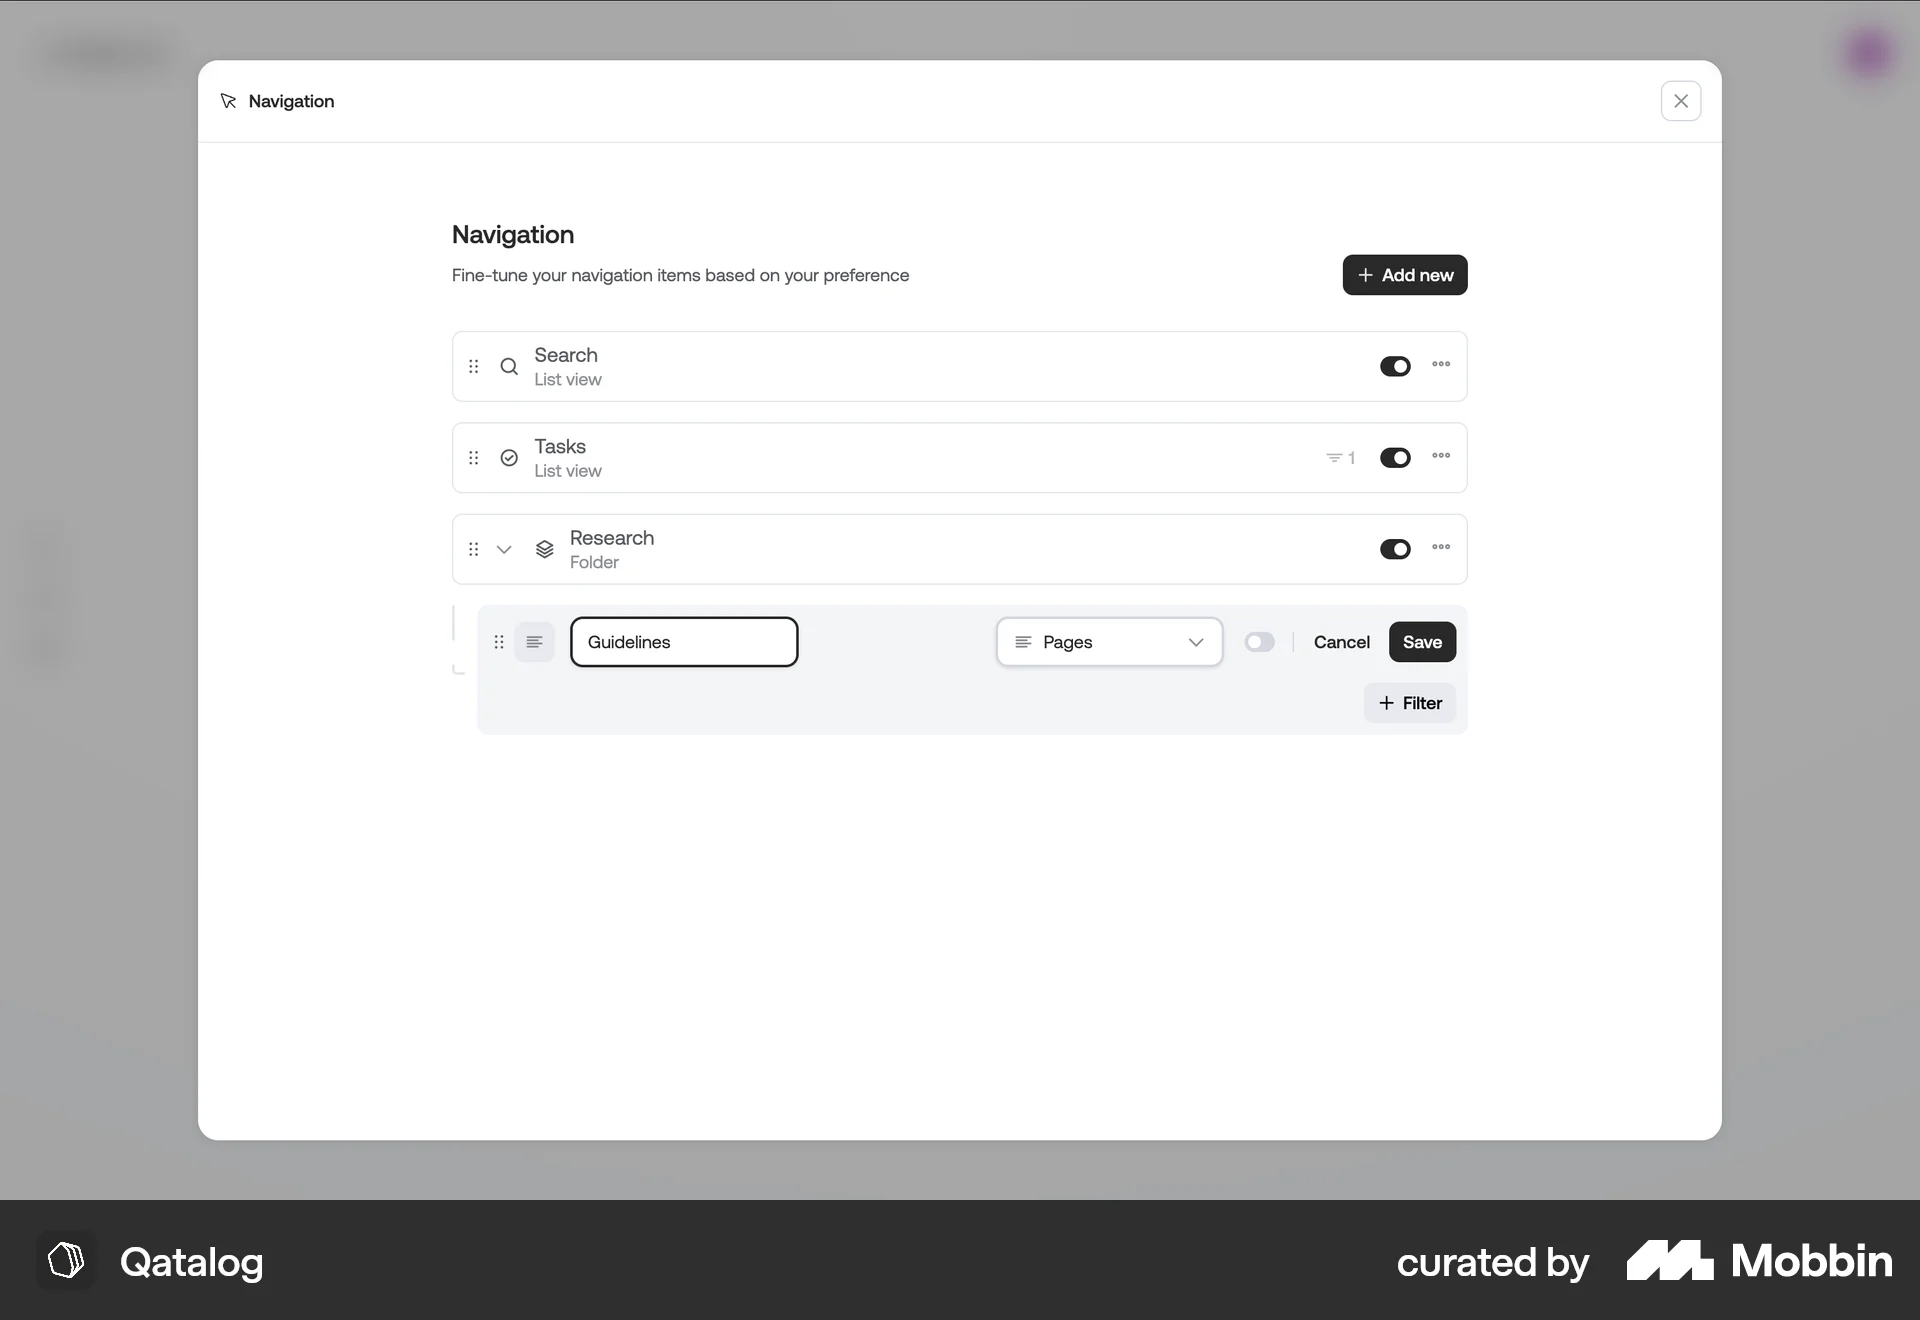 Navigation
Navigation
Fine-tune your navigation items based on your preference
Add new
Search
List view
Tasks
List view
1
Research
Folder
Guidelines
Pages
Cancel
Save
Filter
Qatalog
curated by
Mobbin